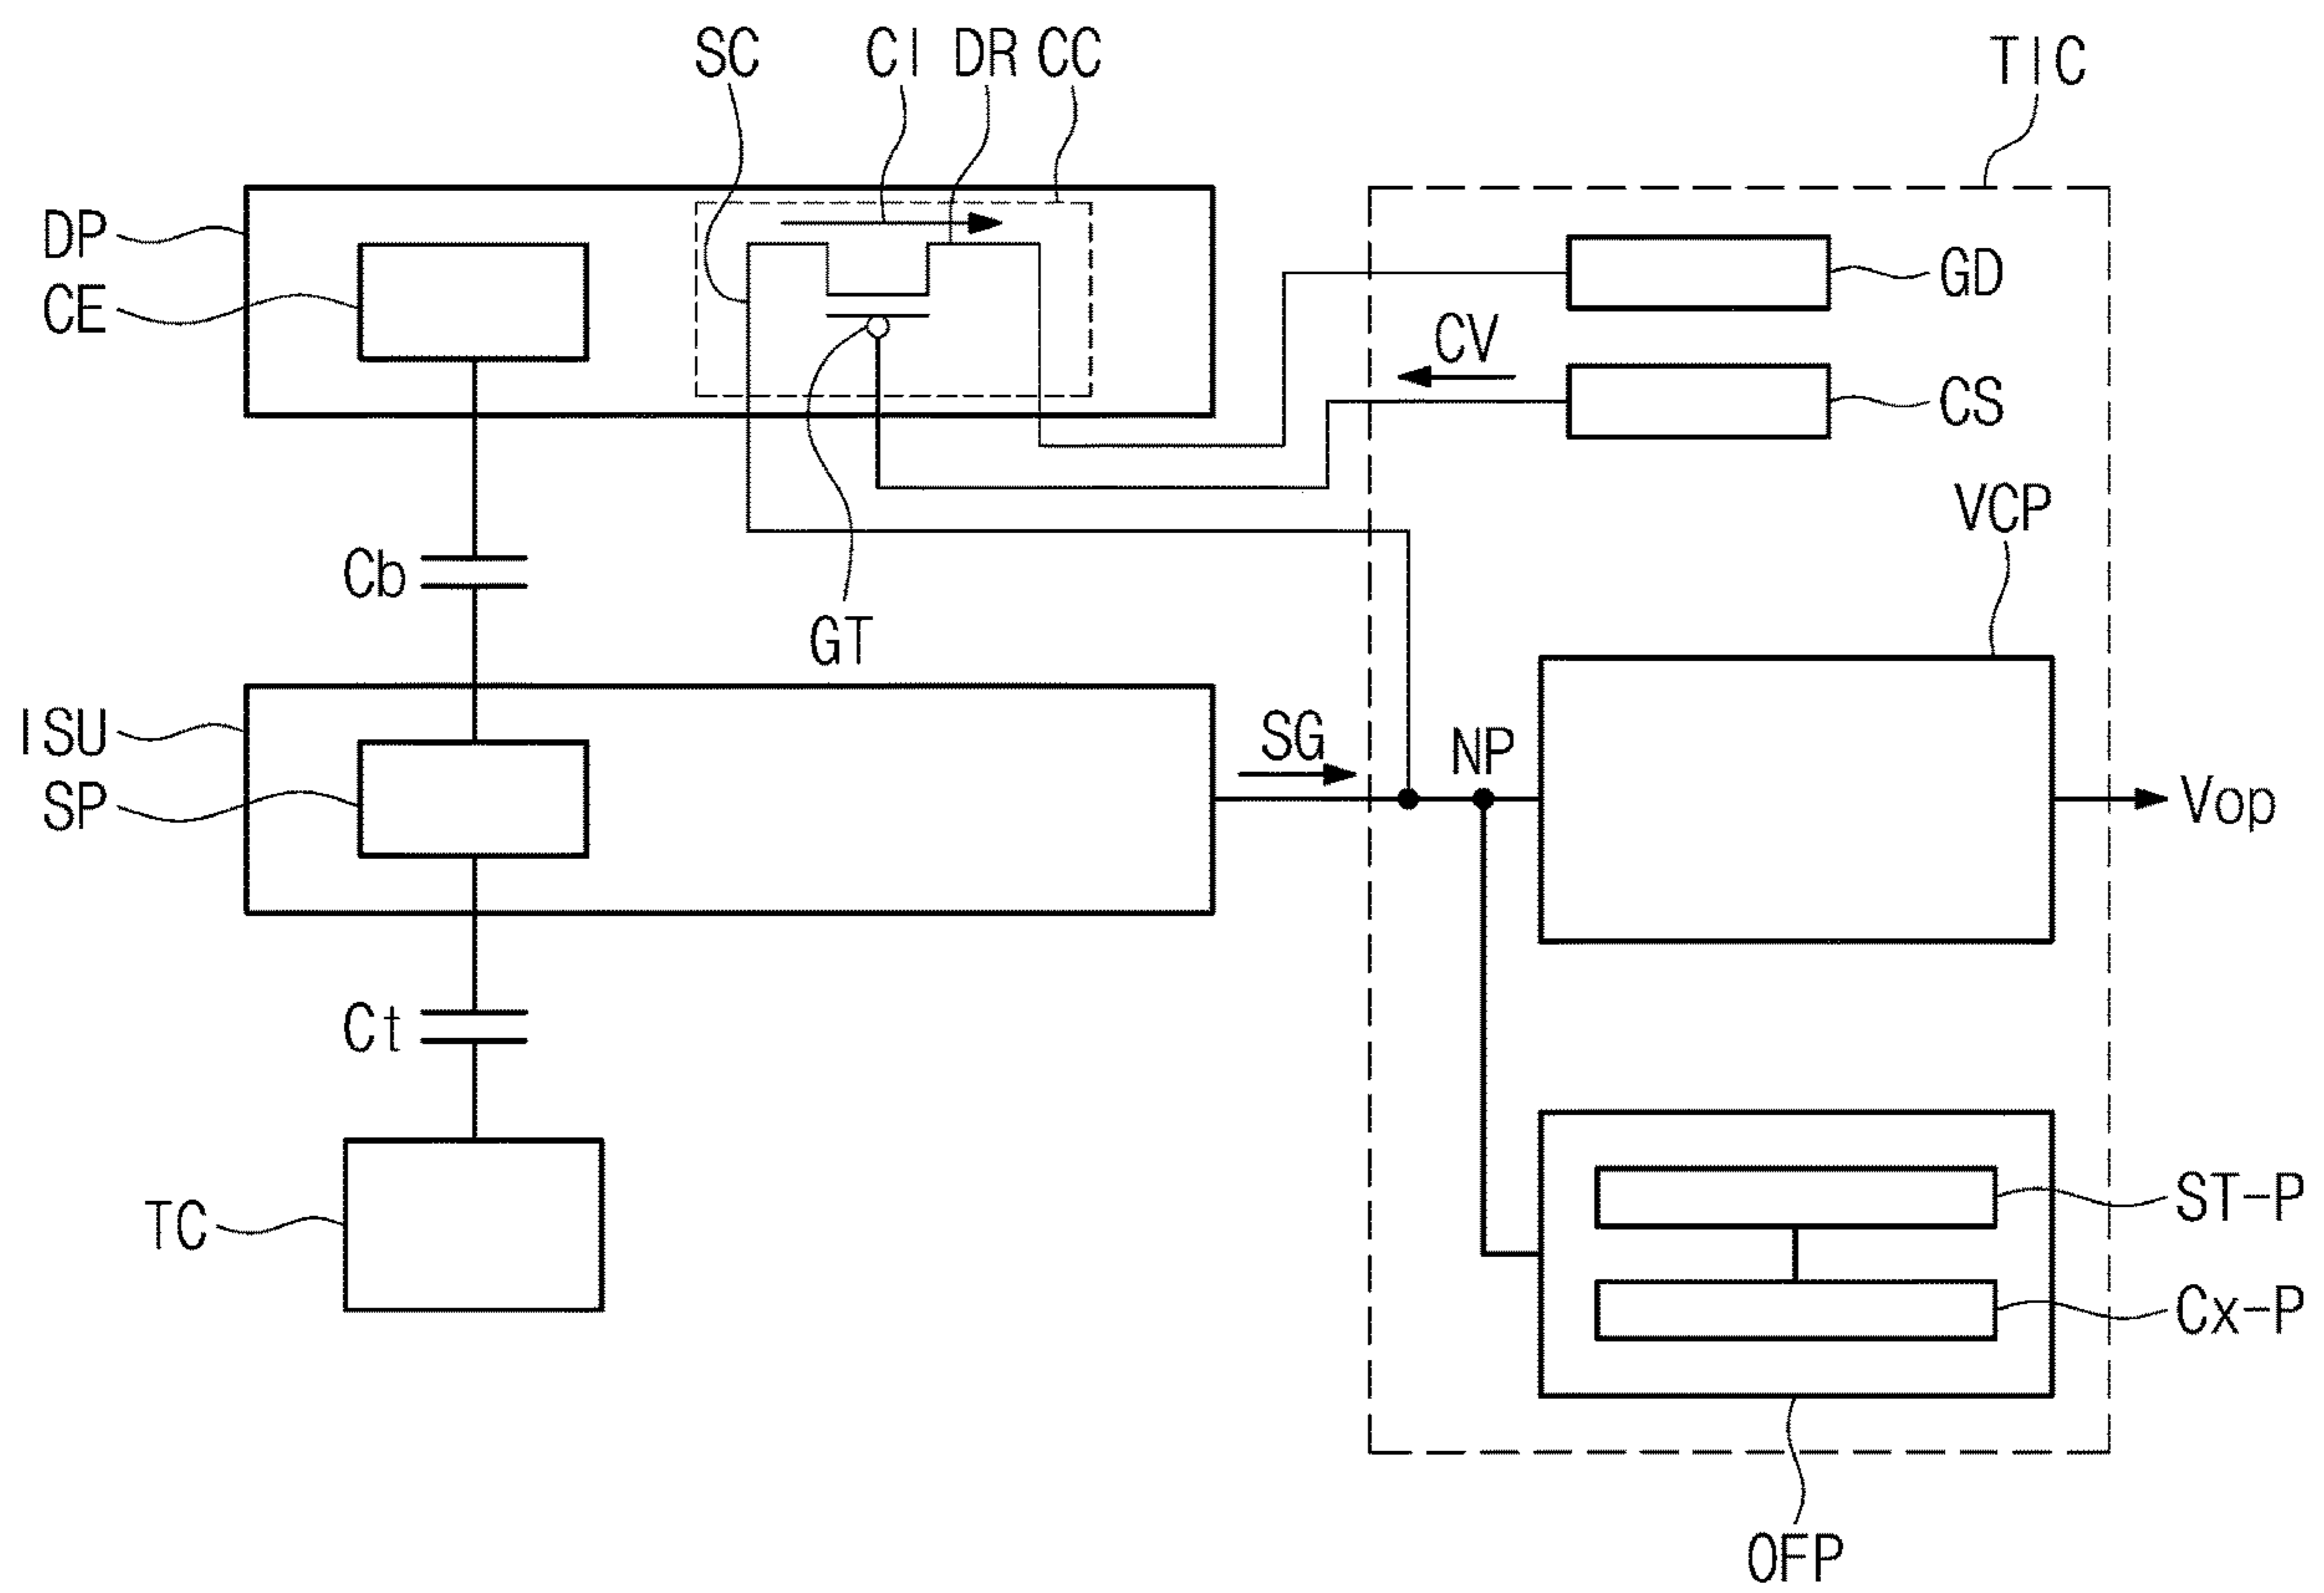 SC CI DR CC
TIC
DP
CE
GD
CV
CS
VCP
Cb
GT
ISU
SP
SG
NP
Vop
Ct
TC
ST-P
Cx-P
OFP